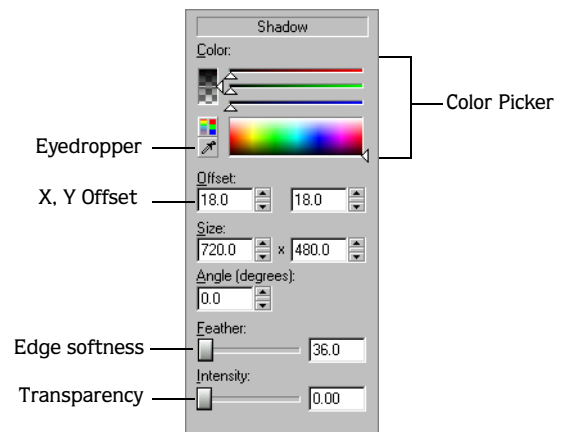 Shadow
Color:
Color Picker
Eyedropper
Offset:
X, Y Offset
18.0 18.0
Size:
720.0 x 480.0
Angle (degrees):
0.0
Feather:
Edge softness
36.0
Intensity:
Transparency
0.00